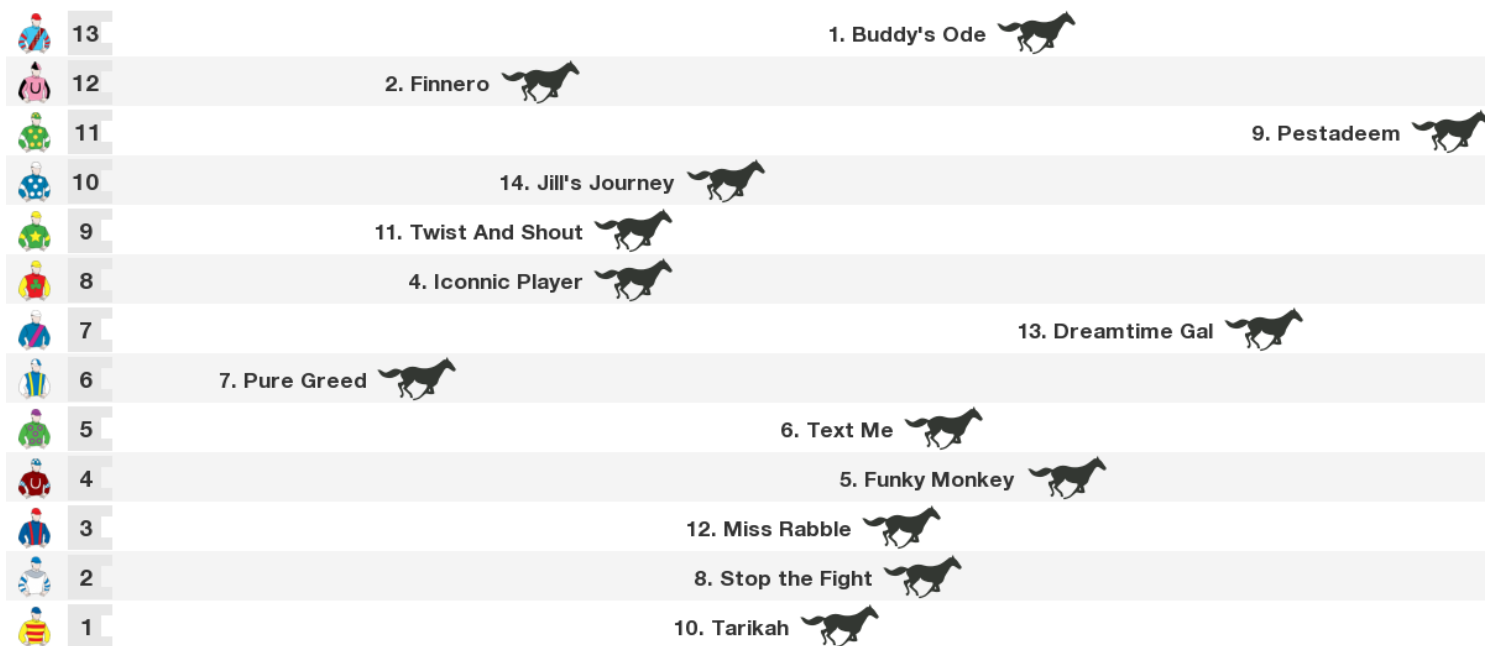 13 1. Buddy's Ode
12 2. Finnero
11 9. Pestadeem
10 14. Jill's Journey
9 11. Twist And Shout
8 4. Iconnic Player
7 13. Dreamtime Gal
6 7. Pure Greed
5 6. Text Me
4 5. Funky Monkey
3 12. Miss Rabble
2 8. Stop the Fight
1 10. Tarikah